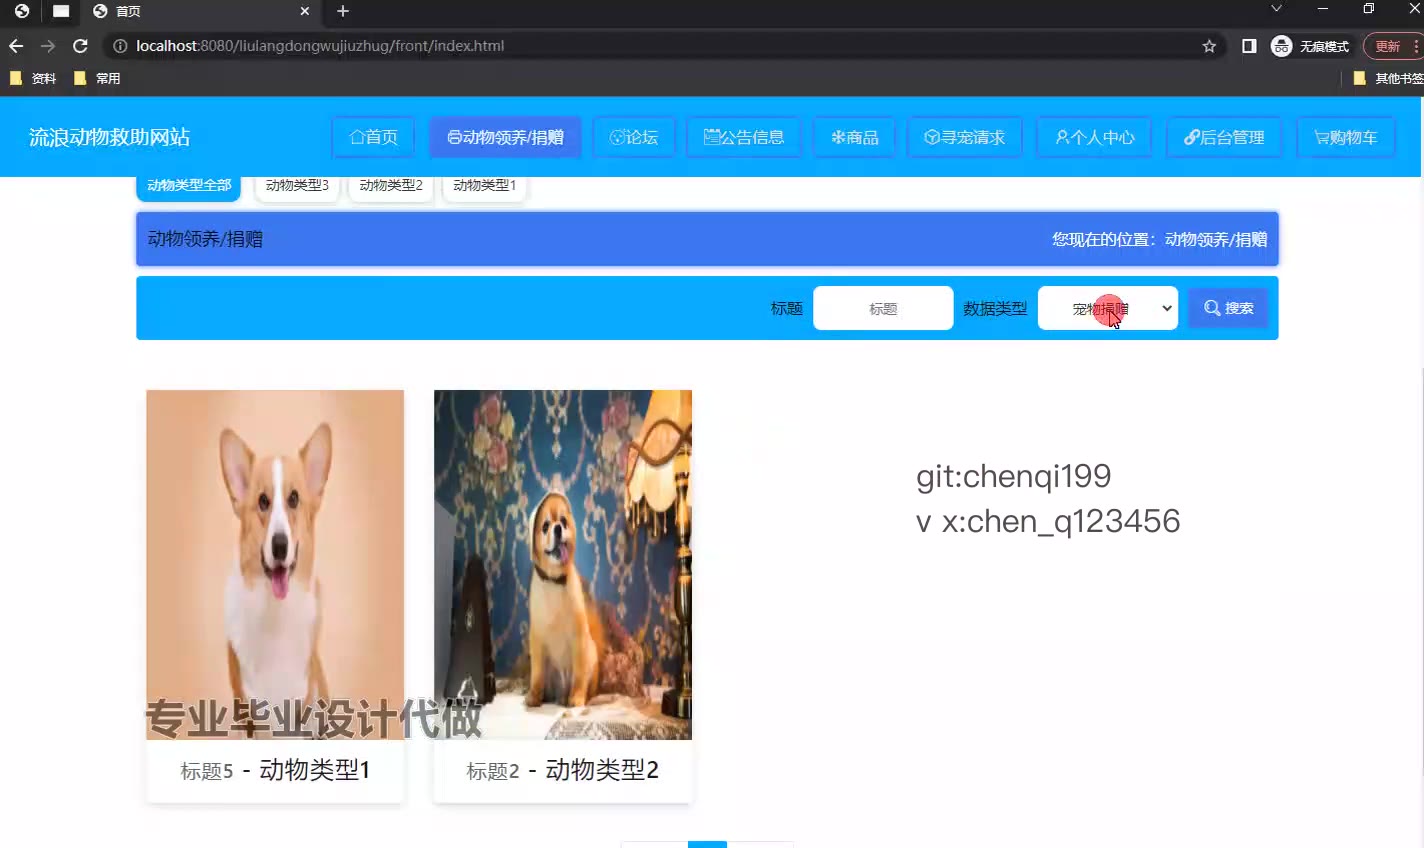 首页
localhost:8080/liulangdongwujiuzhug/front/index.html
无痕模式
更新
资料
常用
其他书签
流浪动物救助网站
首页
动物领养/捐赠
论坛
公告信息
商品
寻宠请求
个人中心
后台管理
购物车
动物类型全部
动物类型3
动物类型2
动物类型1
动物领养/捐赠
您现在的位置：动物领养/捐赠
标题
标题
数据类型
宠物捐赠
搜索
git:chenqi199
v x:chen_q123456
专业毕业设计代做
标题5 - 动物类型1
标题2 - 动物类型2